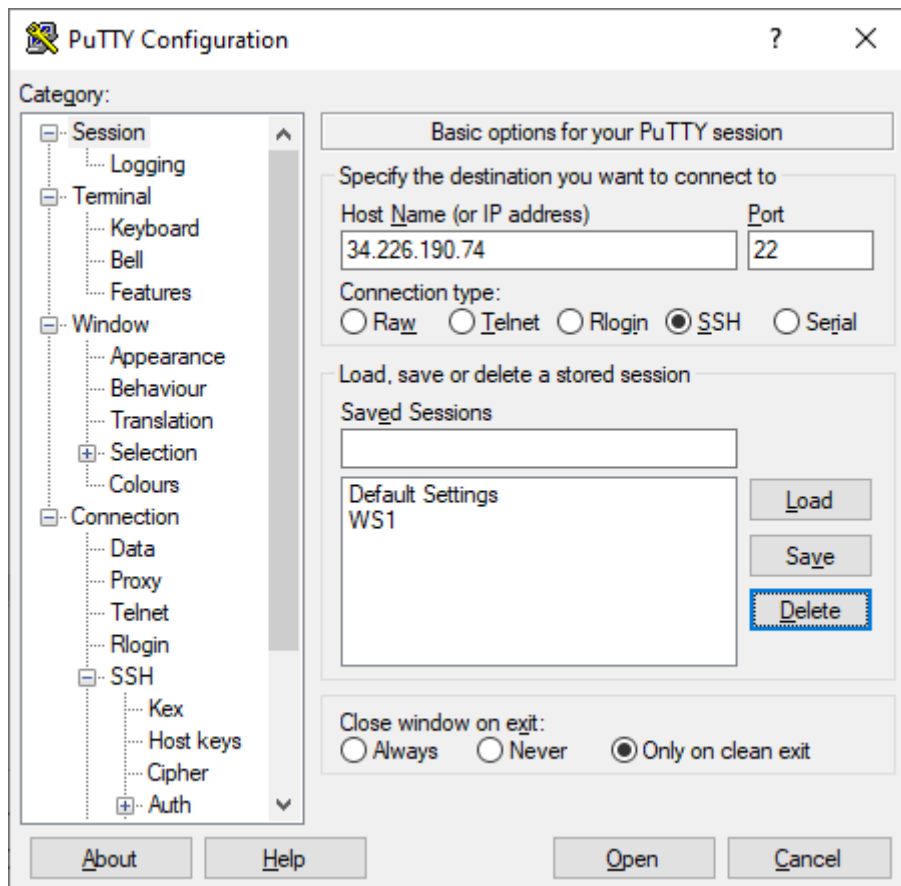 PuTTY Configuration
?
Category:
Session
Logging
Terminal
Keyboard
Bell
Features
Window
Appearance
Behaviour
Translation
Selection
Colours
Connection
Data
Proxy
Telnet
Rlogin
SSH
Kex
Host keys
Cipher
Auth
Basic options for your PuTTY session
Specify the destination you want to connect to
Host Name (or IP address) Port
34.226.190.74 22
Connection type:
Raw Telnet Rlogin SSH Serial
Load, save or delete a stored session
Saved Sessions
Default Settings
WS1
Load
Save
Delete
Close window on exit:
Always Never Only on clean exit
About Help Open Cancel